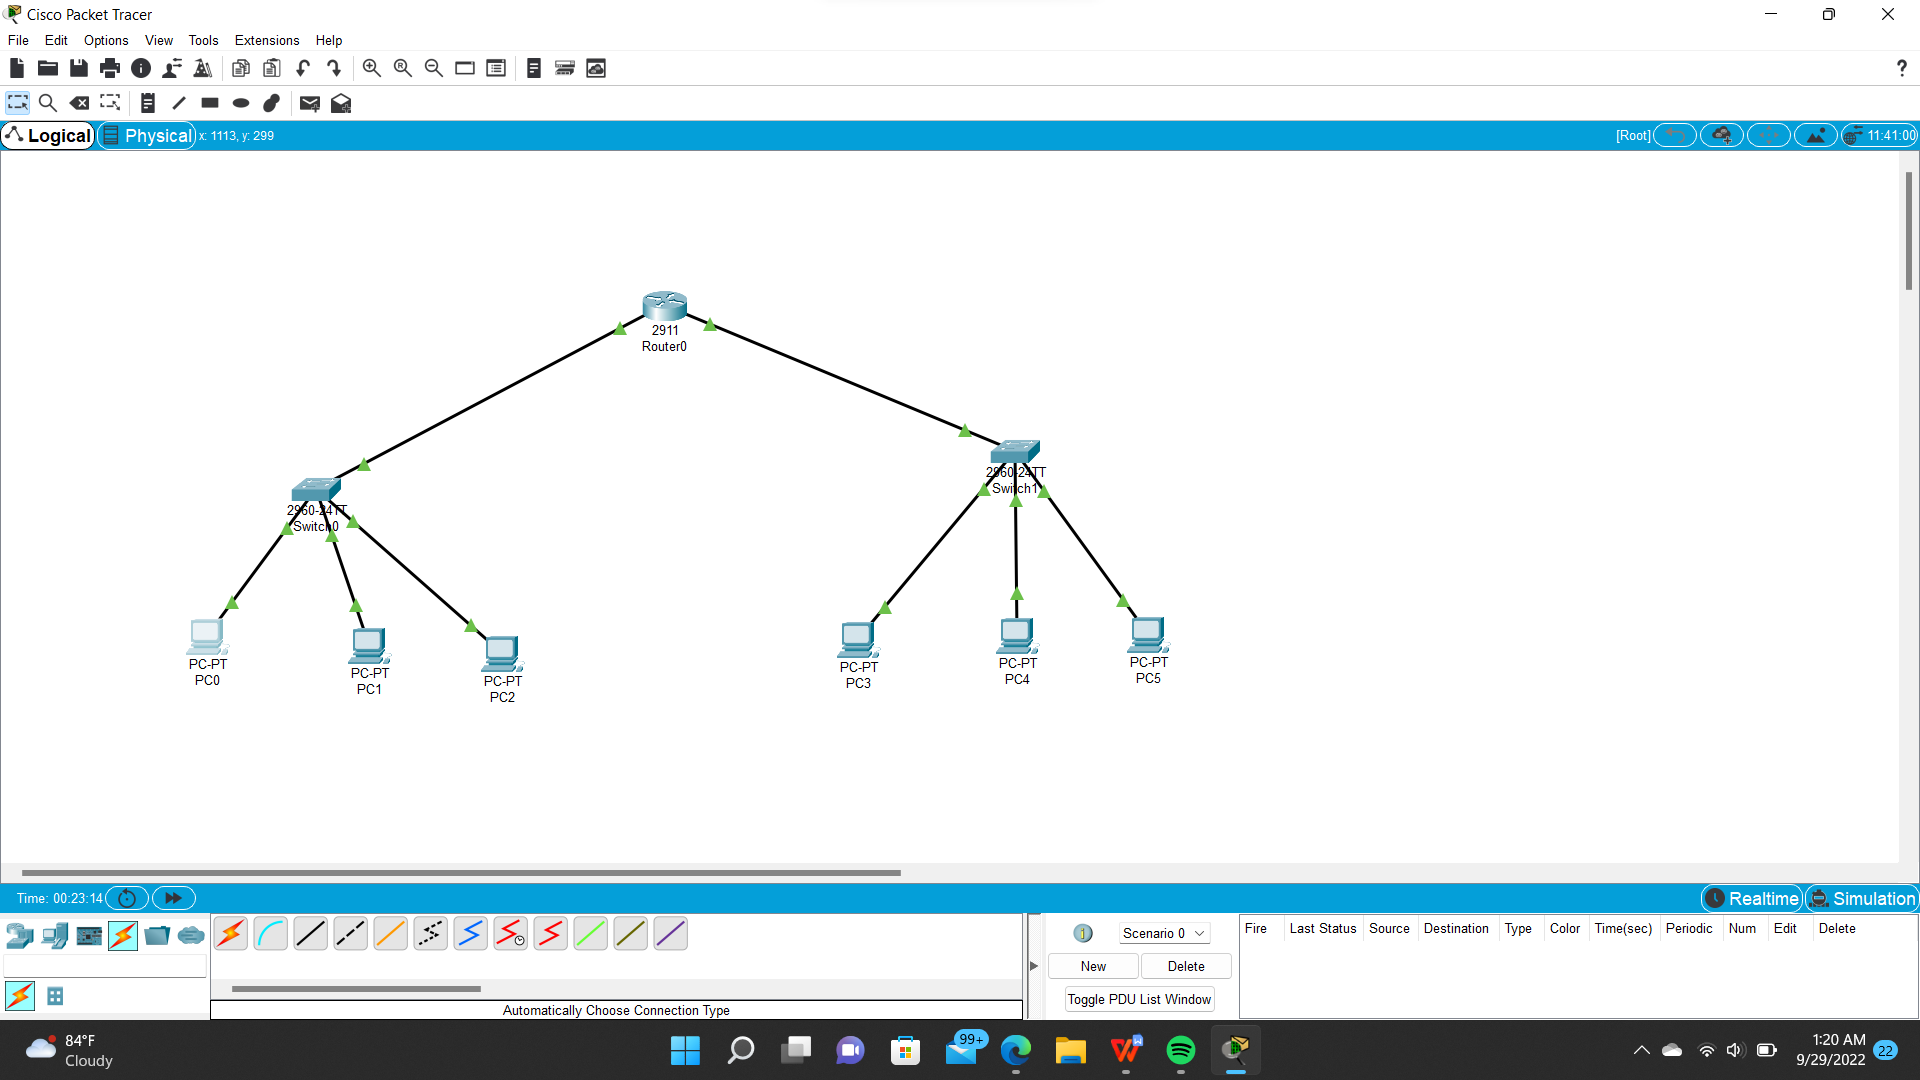 Cisco Packet Tracer
File Edit Options View Tools Extensions Help
?
Logical Physical x: 1113, y: 299 [Root] 11:41:00
2911
Router0
2960-24TT
Switch1
2960-24TT
Switch0
PC-PT
PC0
PC-PT
PC1
PC-PT
PC2
PC-PT
PC3
PC-PT
PC4
PC-PT
PC5
Time: 00:23:14 Realtime Simulation
Scenario 0
New Delete
Toggle PDU List Window
Fire Last Status Source Destination Type Color Time(sec) Periodic Num Edit Delete
Automatically Choose Connection Type
84°F
Cloudy
99+
1:20 AM
9/29/2022
22